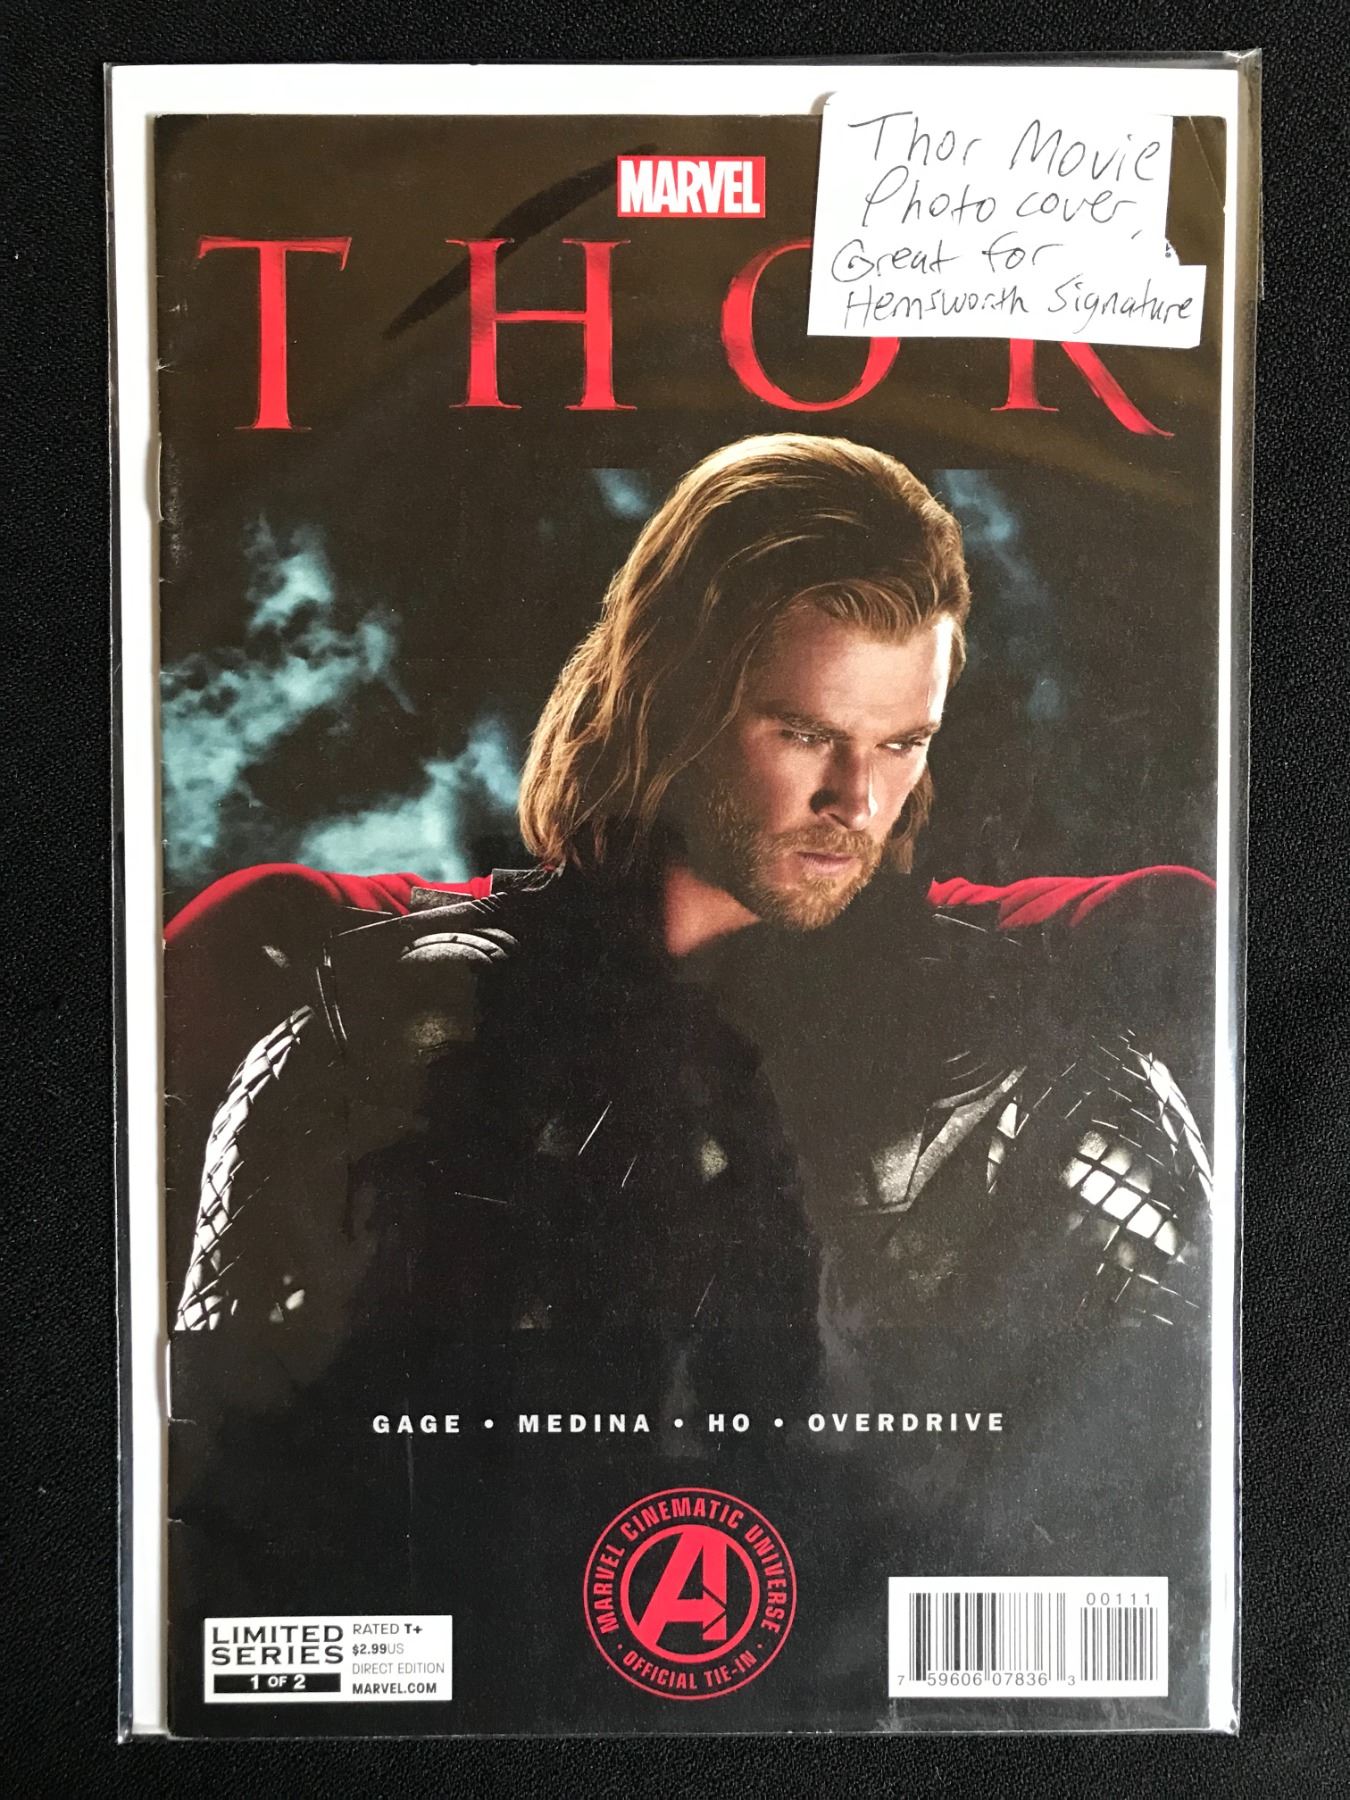 MARVEL
THOR
Thor Movie
Photo cover,
Great for
Hemsworth Signature
GAGE • MEDINA • HO • OVERDRIVE
MARVEL CINEMATIC UNIVERSE
• OFFICIAL TIE-IN •
A
LIMITED
SERIES
1 OF 2
RATED T+
$2.99US
DIRECT EDITION
MARVEL.COM
00111
7 59606 07836 3